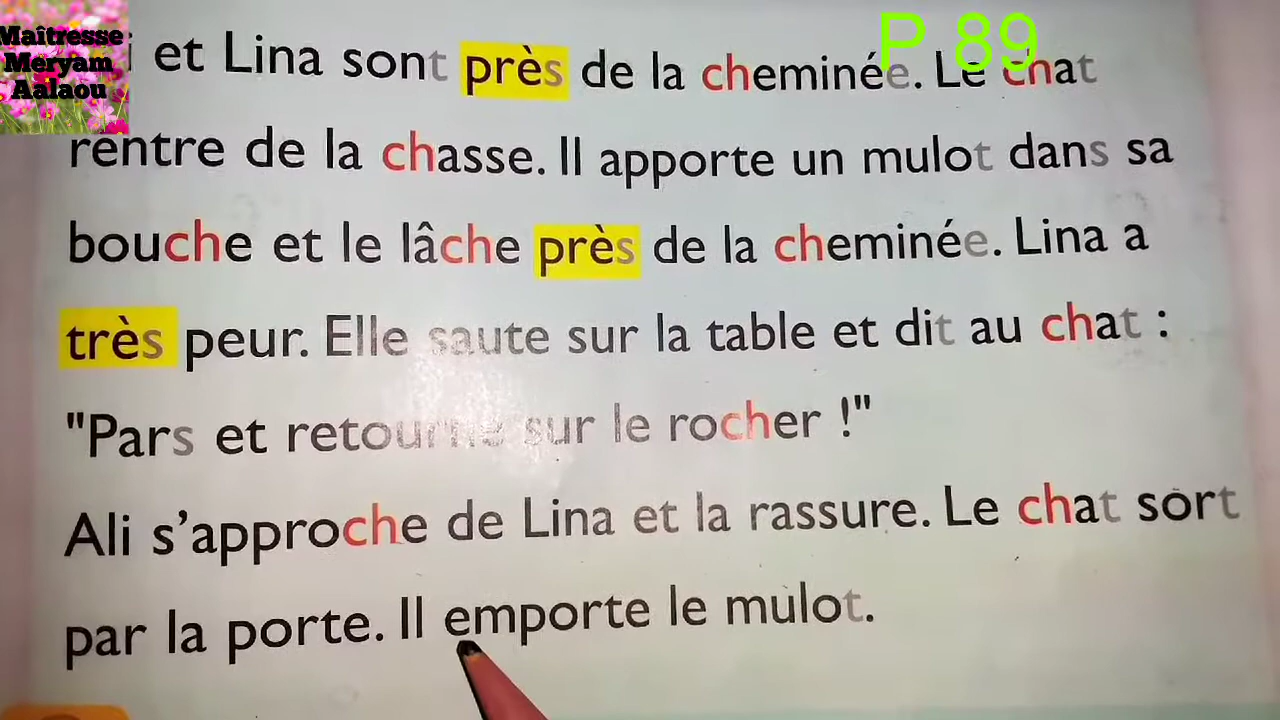 Maîtresse
Meryam
Aalaou
P 89
i et Lina sont près de la cheminée. Le chat
rentre de la chasse. Il apporte un mulot dans sa
bouche et le lâche près de la cheminée. Lina a
très peur. Elle saute sur la table et dit au chat :
"Pars et retourne sur le rocher !"
Ali s'approche de Lina et la rassure. Le chat sort
par la porte. Il emporte le mulot.